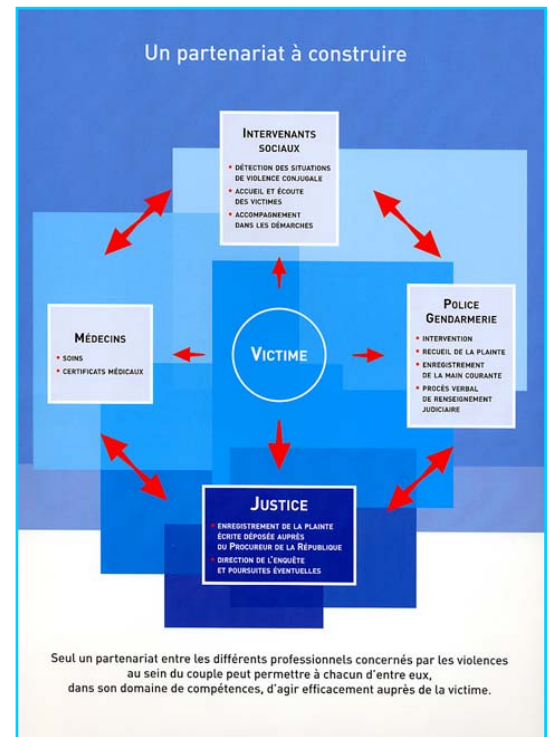 Un partenariat à construire
INTERVENANTS
SOCIAUX
• DÉTECTION DES SITUATIONS
DE VIOLENCE CONJUGALE
• ACCUEIL ET ÉCOUTE
DES VICTIMES
• ACCOMPAGNEMENT
DANS LES DÉMARCHES
MÉDECINS
• SOINS
• CERTIFICATS MÉDICAUX
VICTIME
POLICE
GENDARMERIE
• INTERVENTION
• RECUEIL DE LA PLAINTE
• ENREGISTREMENT
DE LA MAIN COURANTE
• PROCÈS VERBAL
DE RENSEIGNEMENT
JUDICIAIRE
JUSTICE
• ENREGISTREMENT DE LA PLAINTE
ÉCRITE DÉPOSÉE AUPRÈS
DU PROCUREUR DE LA RÉPUBLIQUE
• DIRECTION DE L'ENQUÊTE
ET POURSUITES ÉVENTUELLES
Seul un partenariat entre les différents professionnels concernés par les violences
au sein du couple peut permettre à chacun d'entre eux,
dans son domaine de compétences, d'agir efficacement auprès de la victime.